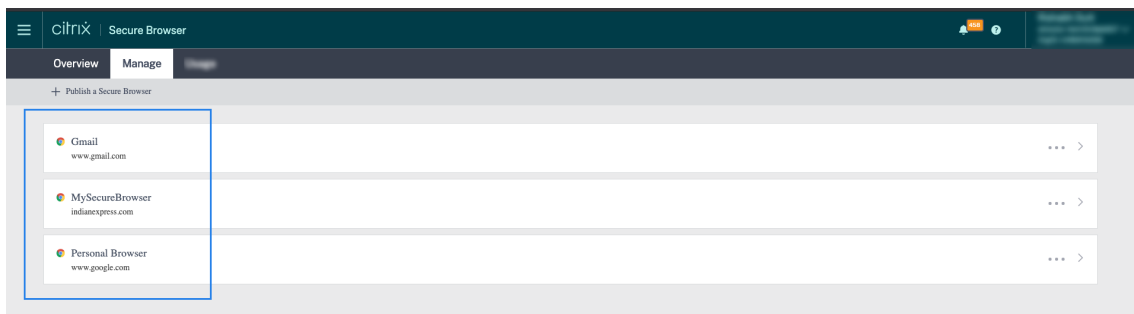 citrix | Secure Browser
458
?
Overview Manage
+ Publish a Secure Browser
Gmail
www.gmail.com
MySecureBrowser
indianexpress.com
Personal Browser
www.google.com